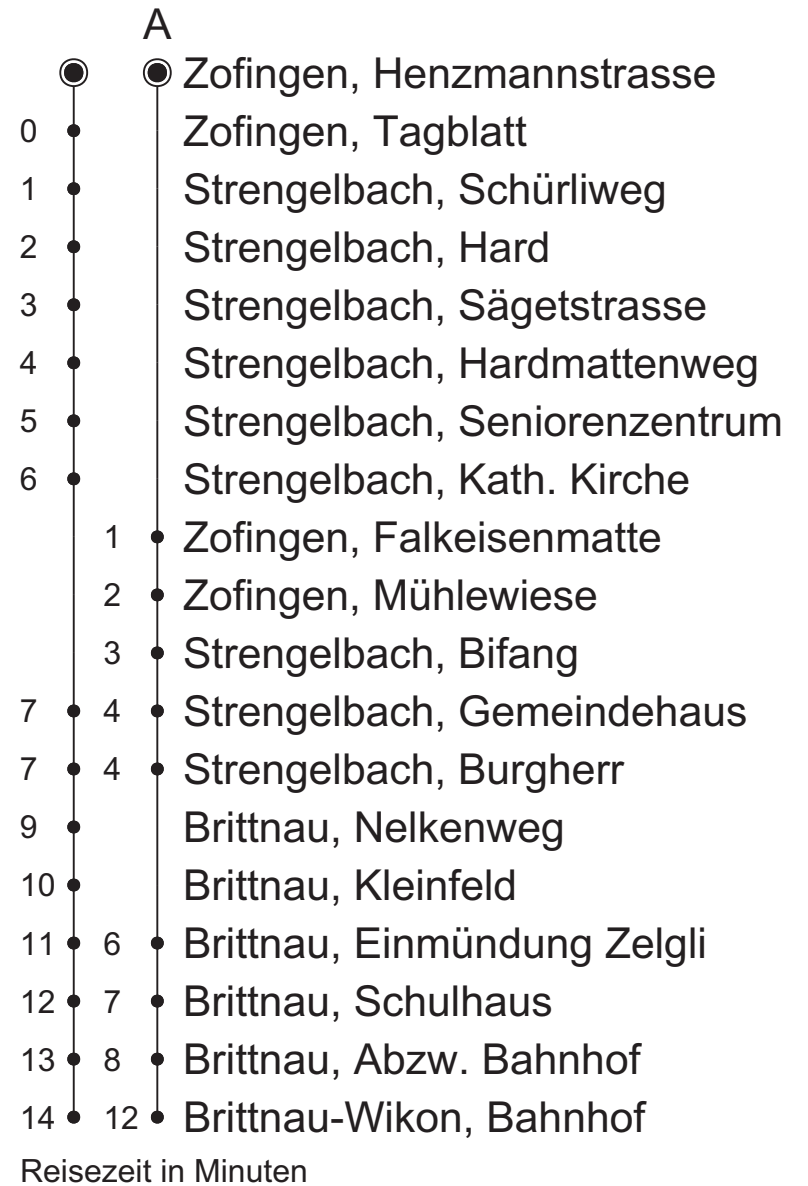 A
Zofingen, Henzmannstrasse
0 Zofingen, Tagblatt
1 Strengelbach, Schürliweg
2 Strengelbach, Hard
3 Strengelbach, Sägetstrasse
4 Strengelbach, Hardmattenweg
5 Strengelbach, Seniorenzentrum
6 Strengelbach, Kath. Kirche
1 Zofingen, Falkeisenmatte
2 Zofingen, Mühlewiese
3 Strengelbach, Bifang
7 4 Strengelbach, Gemeindehaus
7 4 Strengelbach, Burgherr
9 Brittnau, Nelkenweg
10 Brittnau, Kleinfeld
11 6 Brittnau, Einmündung Zelgli
12 7 Brittnau, Schulhaus
13 8 Brittnau, Abzw. Bahnhof
14 12 Brittnau-Wikon, Bahnhof
Reisezeit in Minuten